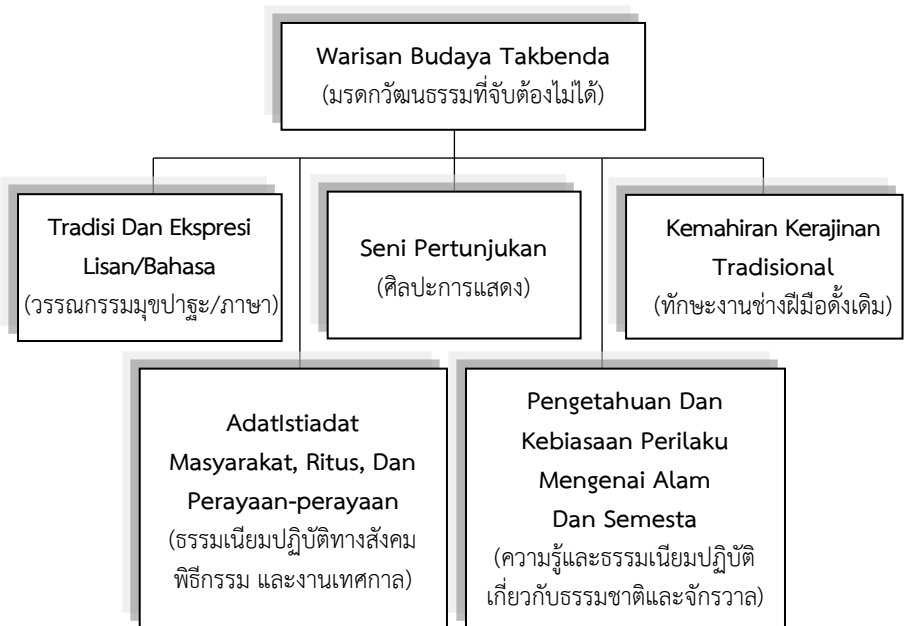 Warisan Budaya Takbenda
(มรดกวัฒนธรรมที่จับต้องไม่ได้)
Tradisi Dan Ekspresi
Lisan/Bahasa
(วรรณกรรมมุขปาฐะ/ภาษา)
Seni Pertunjukan
(ศิลปะการแสดง)
Kemahiran Kerajinan
Tradisional
(ทักษะงานช่างฝีมือดั้งเดิม)
AdatIstiadat
Masyarakat, Ritus, Dan
Perayaan-perayaan
(ธรรมเนียมปฏิบัติทางสังคม
พิธีกรรม และงานเทศกาล)
Pengetahuan Dan
Kebiasaan Perilaku
Mengenai Alam
Dan Semesta
(ความรู้และธรรมเนียมปฏิบัติ
เกี่ยวกับธรรมชาติและจักรวาล)